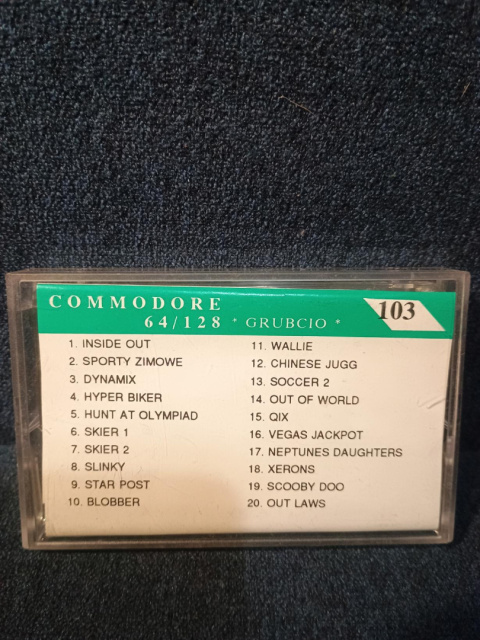 COMMODORE
64/128 * GRUBCIO *
103
1. INSIDE OUT
2. SPORTY ZIMOWE
3. DYNAMIX
4. HYPER BIKER
5. HUNT AT OLYMPIAD
6. SKIER 1
7. SKIER 2
8. SLINKY
9. STAR POST
10. BLOBBER
11. WALLIE
12. CHINESE JUGG
13. SOCCER 2
14. OUT OF WORLD
15. QIX
16. VEGAS JACKPOT
17. NEPTUNES DAUGHTERS
18. XERONS
19. SCOOBY DOO
20. OUT LAWS